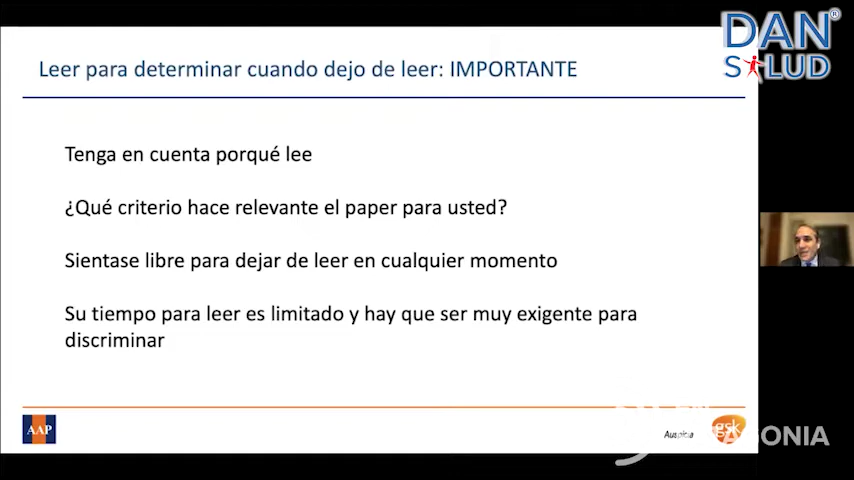 DAN
SALUD
Leer para determinar cuando dejo de leer: IMPORTANTE
Tenga en cuenta porqué lee
¿Qué criterio hace relevante el paper para usted?
Sientase libre para dejar de leer en cualquier momento
Su tiempo para leer es limitado y hay que ser muy exigente para
discriminar
AAP
Auspicia
gsk